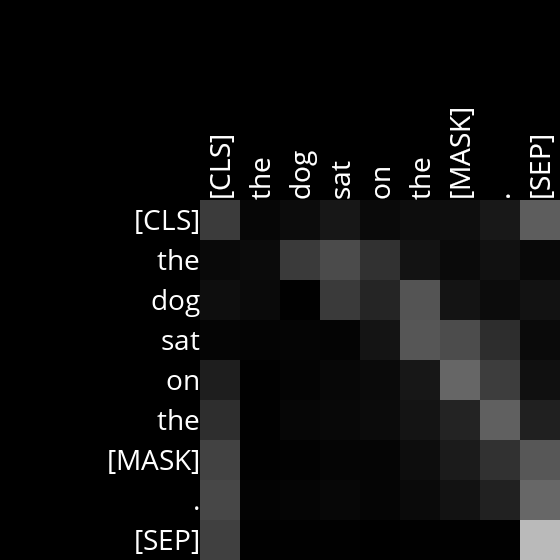 [CLS] the dog sat on the [MASK] . [SEP]
[CLS]
the
dog
sat
on
the
[MASK]
.
[SEP]